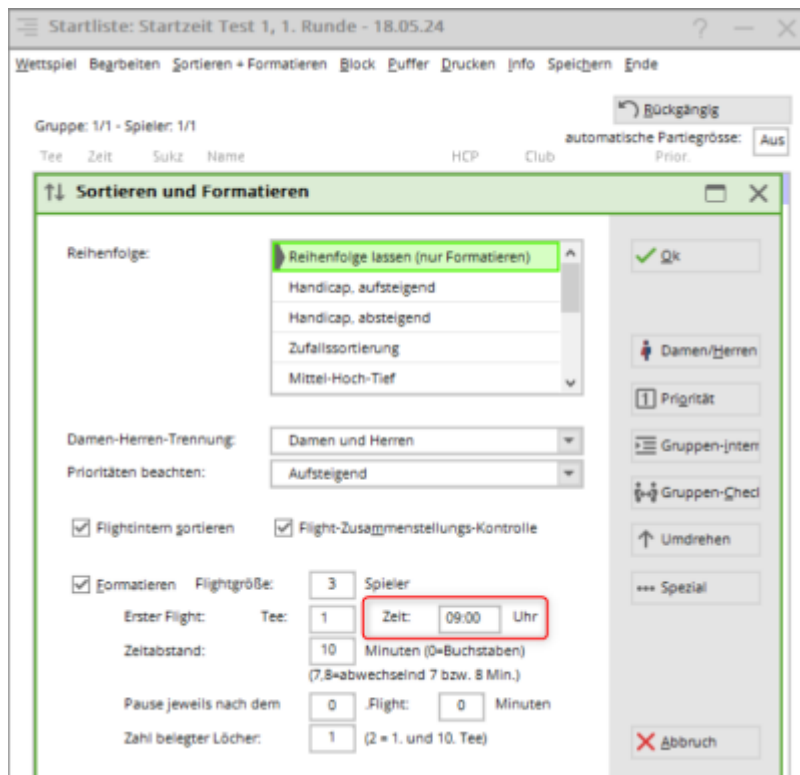 Startliste: Startzeit Test 1, 1. Runde - 18.05.24
Wettspiel Bearbeiten Sortieren + Formatieren Block Puffer Drucken Info Speichern Ende
Rückgängig
Gruppe: 1/1 - Spieler: 1/1
automatische Partiegrösse: Aus
Tee Zeit Sukz Name HCP Club Prior.
Sortieren und Formatieren
Reihenfolge:
Reihenfolge lassen (nur Formatieren)
Handicap, aufsteigend
Handicap, absteigend
Zufallssortierung
Mittel-Hoch-Tief
Ok
Damen/Herren
1 Priorität
Damen-Herren-Trennung: Damen und Herren
Gruppen-intern
Prioritäten beachten: Aufsteigend
Gruppen-Checl
Flightintern sortieren Flight-Zusammenstellungs-Kontrolle
Umdrehen
Formatieren Flightgröße: 3 Spieler
Spezial
Erster Flight: Tee: 1 Zeit: 09:00 Uhr
Zeitabstand: 10 Minuten (0=Buchstaben)
(7,8=abwechselnd 7 bzw. 8 Min.)
Pause jeweils nach dem 0 .Flight: 0 Minuten
Zahl belegter Löcher: 1 (2 = 1. und 10. Tee)
Abbruch